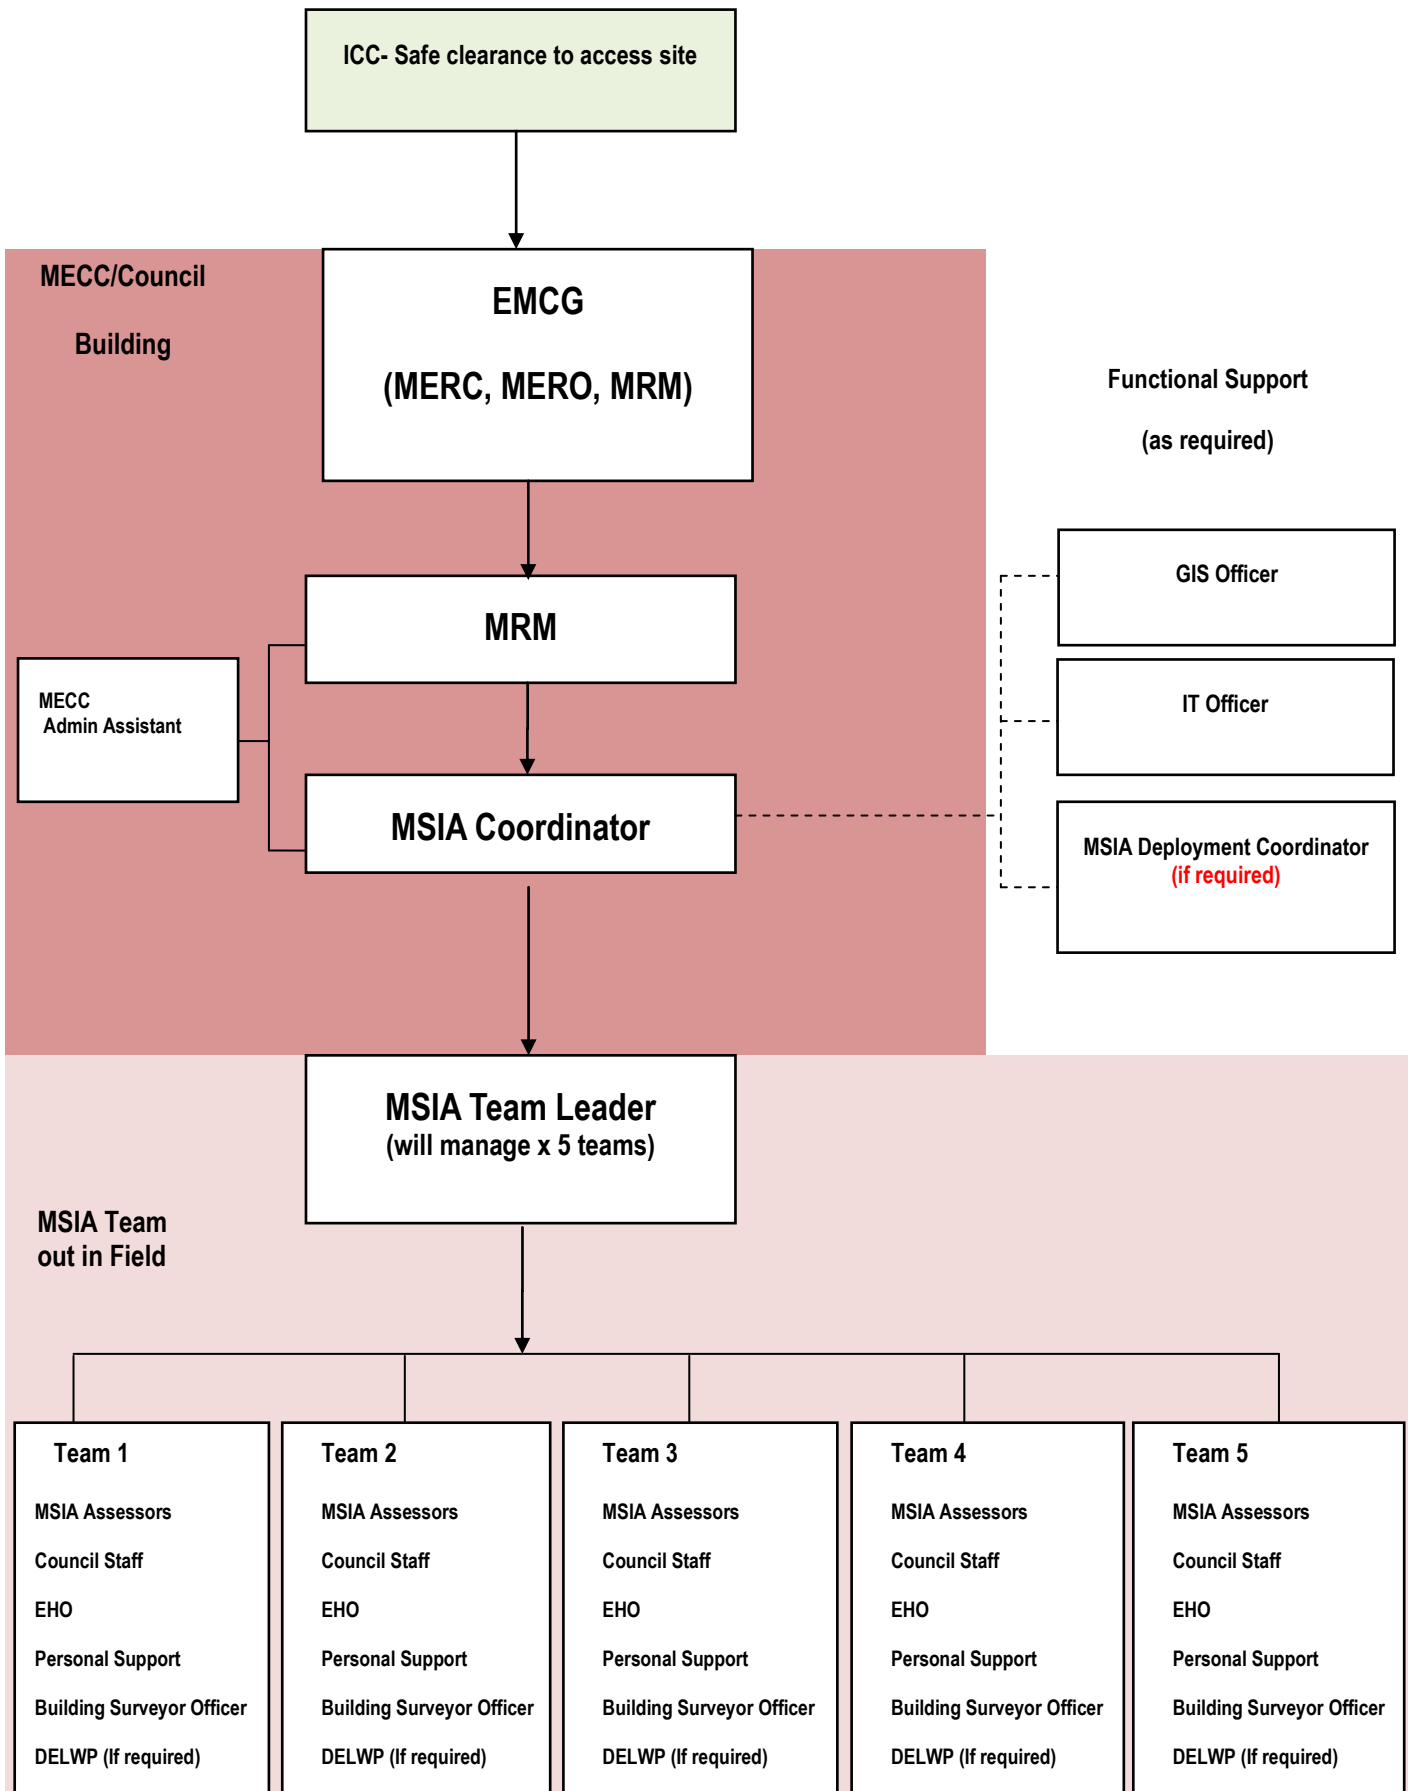 ICC- Safe clearance to access site
MECC/Council
Building
EMCG
(MERC, MERO, MRM)
Functional Support
(as required)
GIS Officer
MRM
MECC
Admin Assistant
IT Officer
MSIA Coordinator
MSIA Deployment Coordinator
(if required)
MSIA Team Leader
(will manage x 5 teams)
MSIA Team
out in Field
Team 1
MSIA Assessors
Council Staff
EHO
Personal Support
Building Surveyor Officer
DELWP (If required)
Team 2
MSIA Assessors
Council Staff
EHO
Personal Support
Building Surveyor Officer
DELWP (If required)
Team 3
MSIA Assessors
Council Staff
EHO
Personal Support
Building Surveyor Officer
DELWP (If required)
Team 4
MSIA Assessors
Council Staff
EHO
Personal Support
Building Surveyor Officer
DELWP (If required)
Team 5
MSIA Assessors
Council Staff
EHO
Personal Support
Building Surveyor Officer
DELWP (If required)